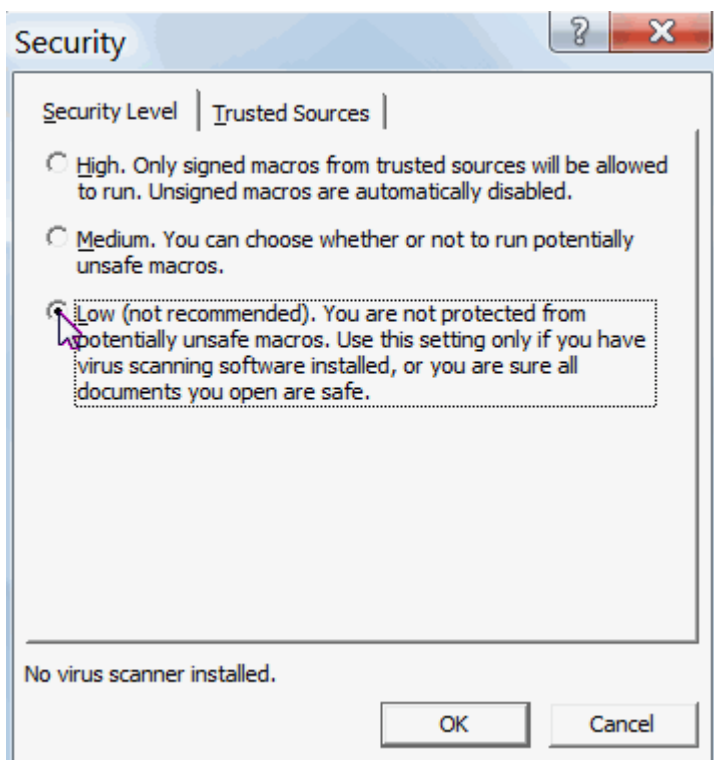 Security
Security Level
Trusted Sources
High. Only signed macros from trusted sources will be allowed
to run. Unsigned macros are automatically disabled.
Medium. You can choose whether or not to run potentially
unsafe macros.
Low (not recommended). You are not protected from
potentially unsafe macros. Use this setting only if you have
virus scanning software installed, or you are sure all
documents you open are safe.
No virus scanner installed.
OK
Cancel